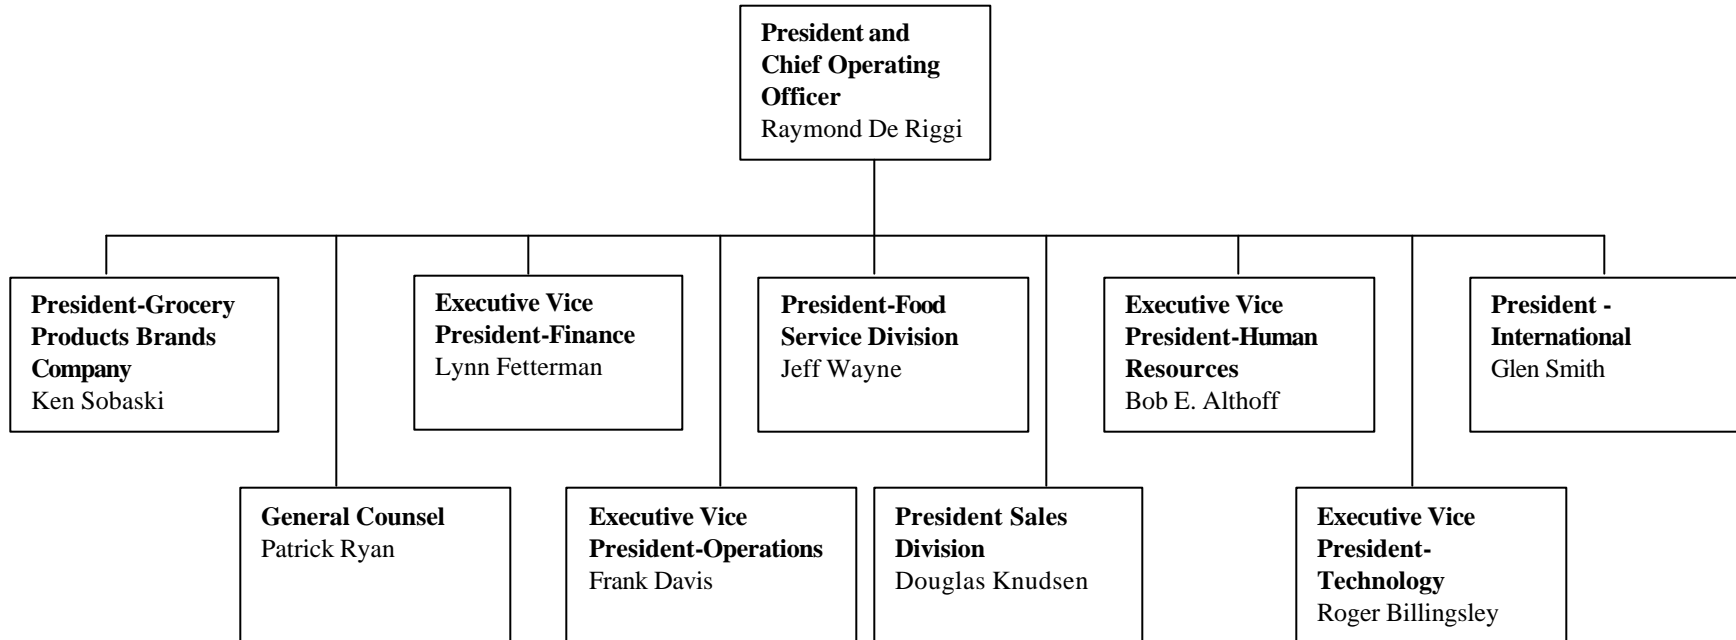 President and
Chief Operating
Officer
Raymond De Riggi
President-Grocery
Products Brands
Company
Ken Sobaski
Executive Vice
President-Finance
Lynn Fetterman
President-Food
Service Division
Jeff Wayne
Executive Vice
President-Human
Resources
Bob E. Althoff
President -
International
Glen Smith
General Counsel
Patrick Ryan
Executive Vice
President-Operations
Frank Davis
President Sales
Division
Douglas Knudsen
Executive Vice
President-
Technology
Roger Billingsley